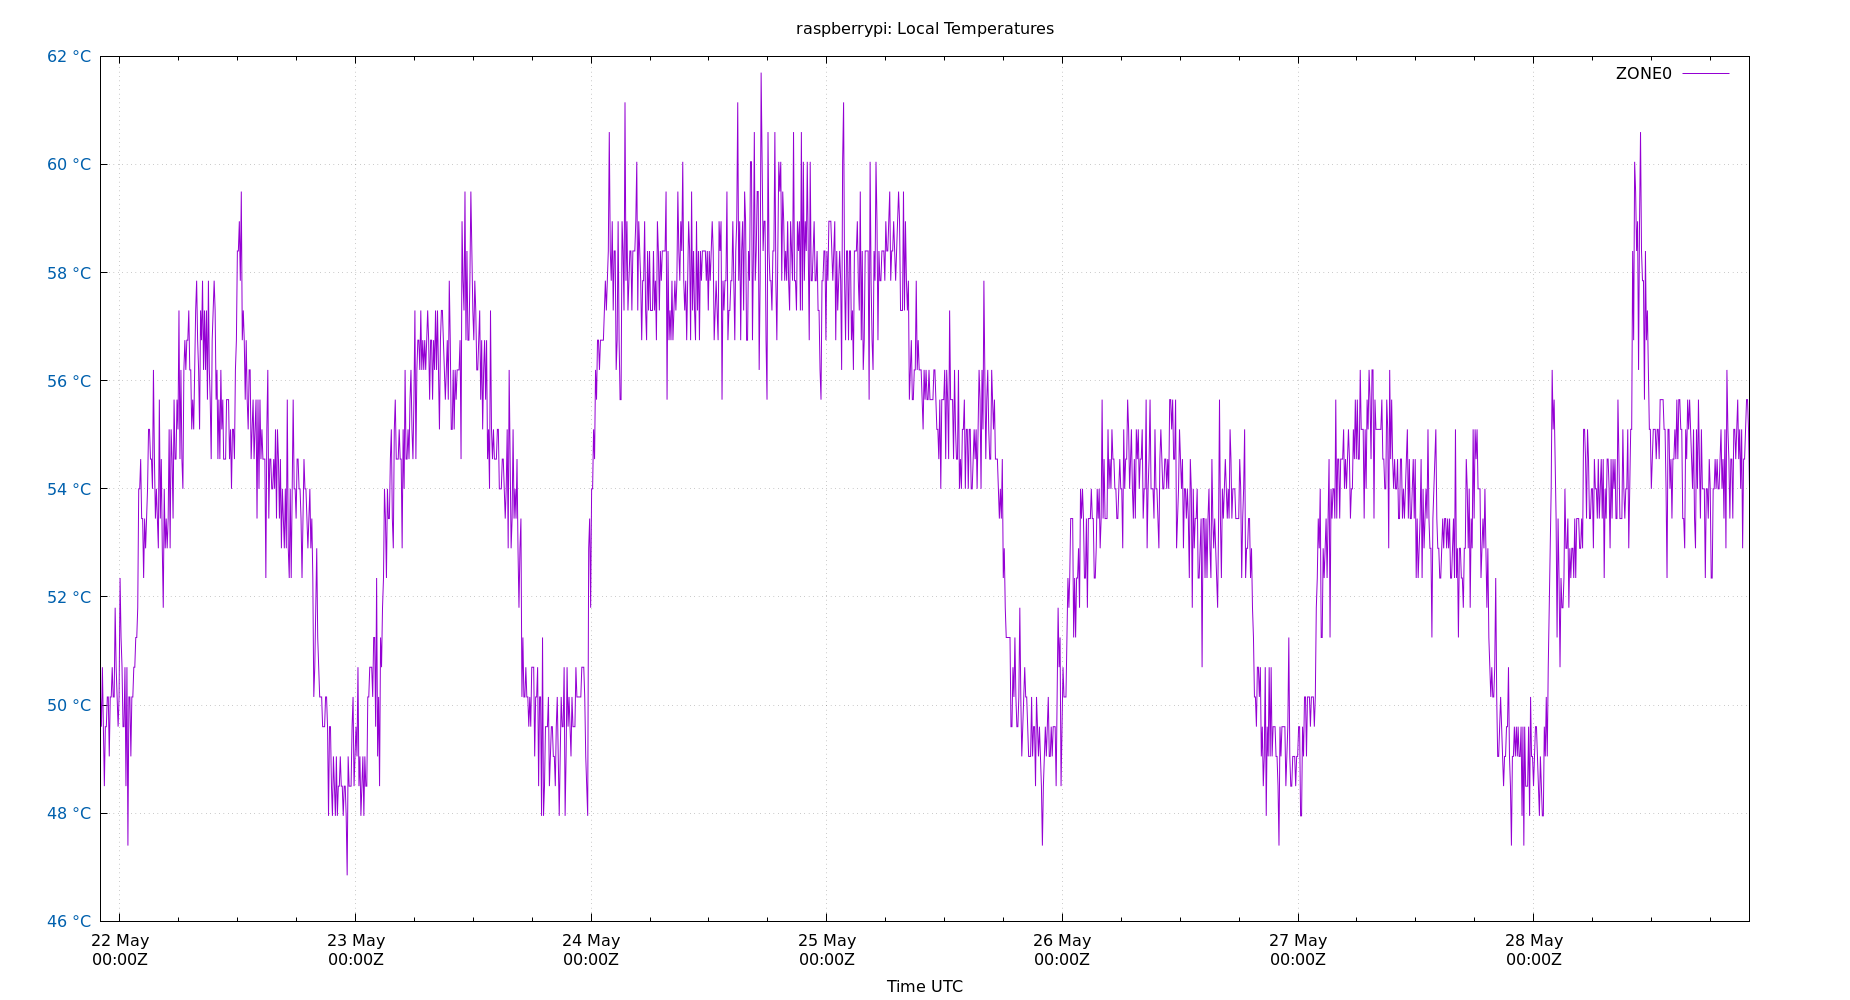 raspberrypi: Local Temperatures
62 °C
ZONE0
60 °C
58 °C
56 °C
54 °C
52 °C
50 °C
48 °C
46 °C
22 May 23 May 24 May 25 May 26 May 27 May 28 May
00:00Z 00:00Z 00:00Z 00:00Z 00:00Z 00:00Z 00:00Z
Time UTC